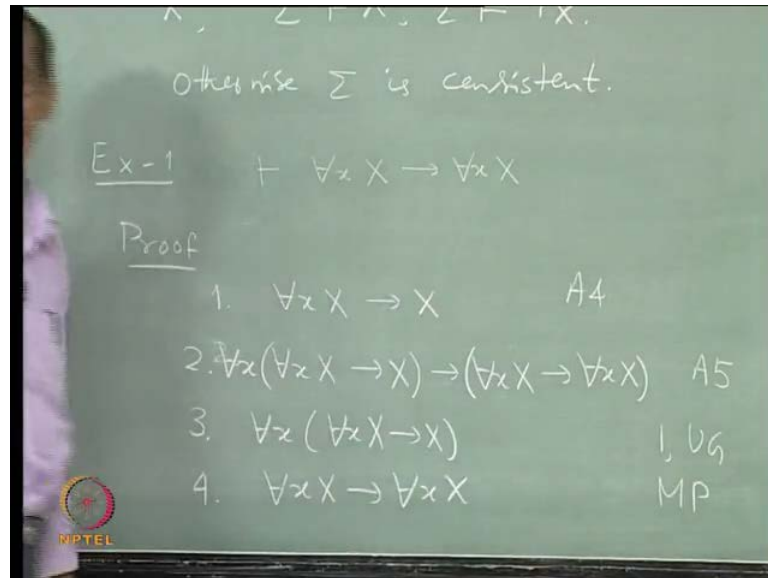 X, Σ ⊢ X, Σ ⊢ ¬X.
otherwise Σ is consistent.
Ex-1 ⊢ ∀x X → ∀x X
Proof
1. ∀x X → X A4
2. ∀x(∀x X → X) → (∀x X → ∀x X) A5
3. ∀x (∀x X → X) 1, UG
4. ∀x X → ∀x X MP
NPTEL